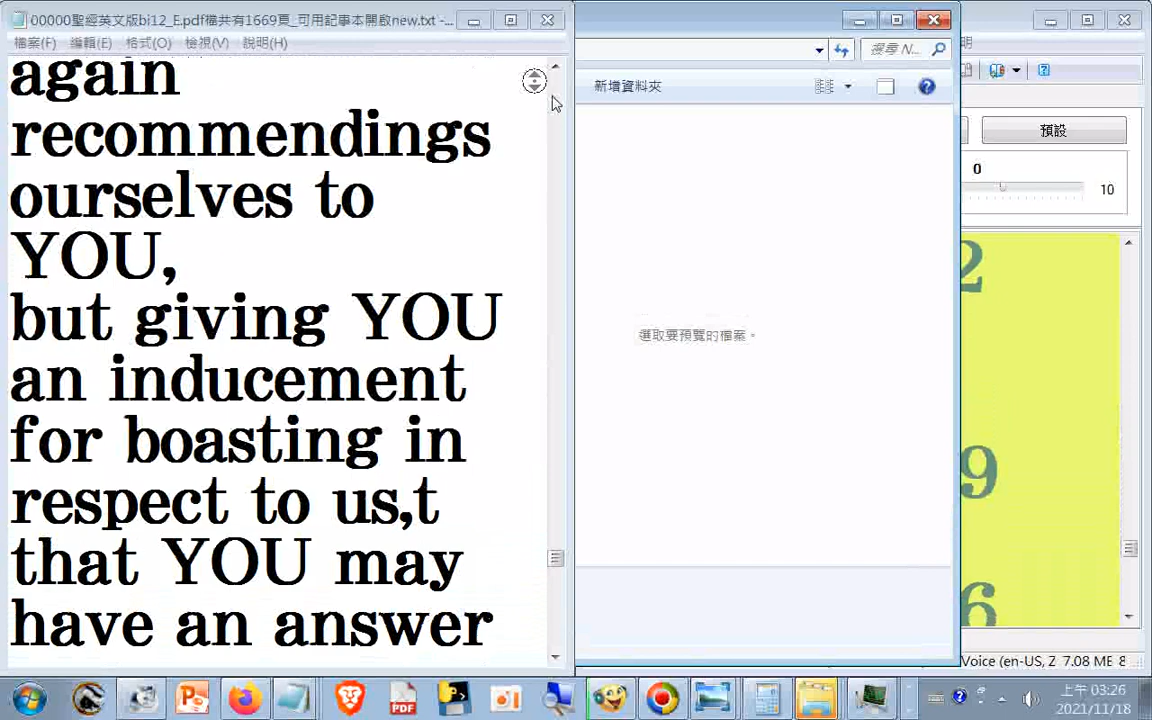 00000聖經英文版bi12_E.pdf檔共有1669頁_可用記事本開啟new.txt -...
檔案(F) 編輯(E) 格式(O) 檢視(V) 說明(H)
again
recommendings
ourselves to
YOU,
but giving YOU
an inducement
for boasting in
respect to us,t
that YOU may
have an answer
搜尋 N...
新增資料夾
選取要預覽的檔案。
明
預設
0
10
2
9
6
Voice (en-US, Z 7.08 ME 8
上午 03:26
2021/11/18